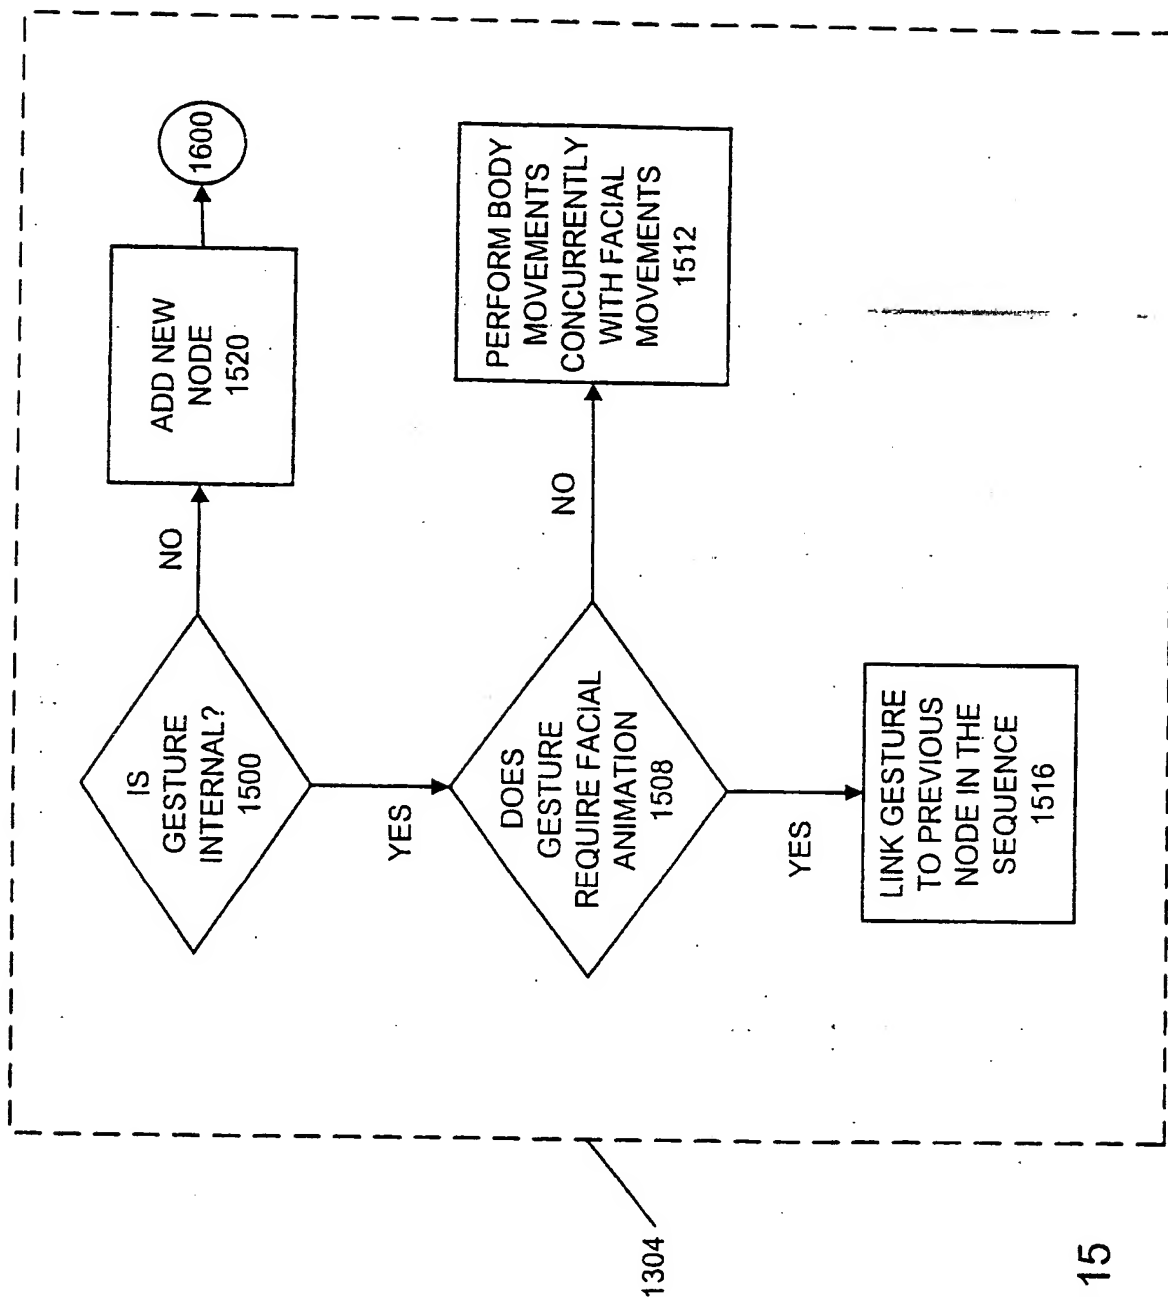 IS
GESTURE
INTERNAL?
1500
NO
ADD NEW
NODE
1520
1600
YES
DOES
GESTURE
REQUIRE FACIAL
ANIMATION
1508
NO
PERFORM BODY
MOVEMENTS
CONCURRENTLY
WITH FACIAL
MOVEMENTS
1512
YES
LINK GESTURE
TO PREVIOUS
NODE IN THE
SEQUENCE
1516
1304
15